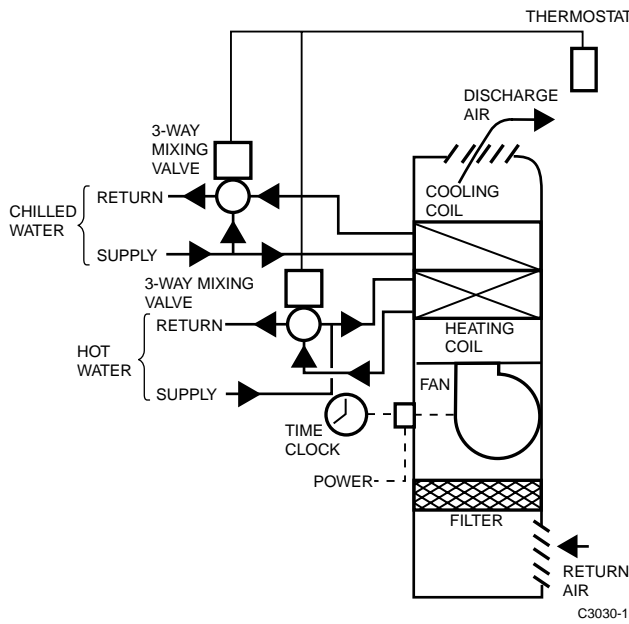 THERMOSTAT
DISCHARGE
AIR
3-WAY
MIXING
VALVE
COOLING
COIL
RETURN
CHILLED
WATER
SUPPLY
3-WAY MIXING
VALVE
RETURN
HOT
WATER
SUPPLY
HEATING
COIL
FAN
TIME
CLOCK
POWER
FILTER
RETURN
AIR
C3030-1